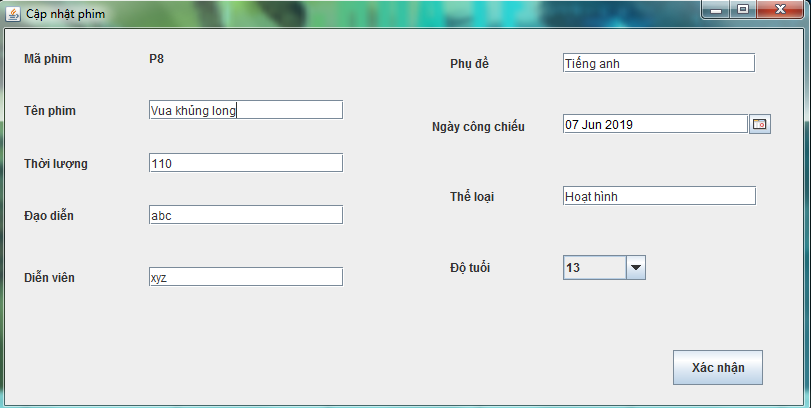 Cập nhật phim
Mã phim P8
Phụ đề Tiếng anh
Tên phim Vua khủng long
Ngày công chiếu 07 Jun 2019
Thời lượng 110
Thể loại Hoạt hình
Đạo diễn abc
Độ tuổi 13
Diễn viên xyz
Xác nhận